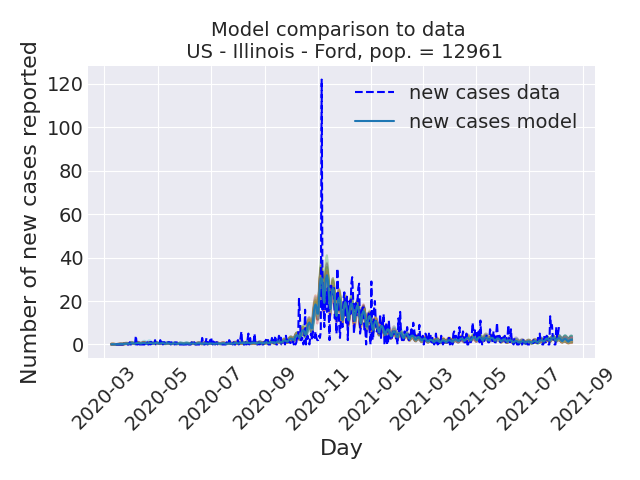 Model comparison to data
US - Illinois - Ford, pop. = 12961
Number of new cases reported
120
100
80
60
40
20
0
new cases data
new cases model
2020-03
2020-05
2020-07
2020-09
2020-11
2021-01
2021-03
2021-05
2021-07
2021-09
Day